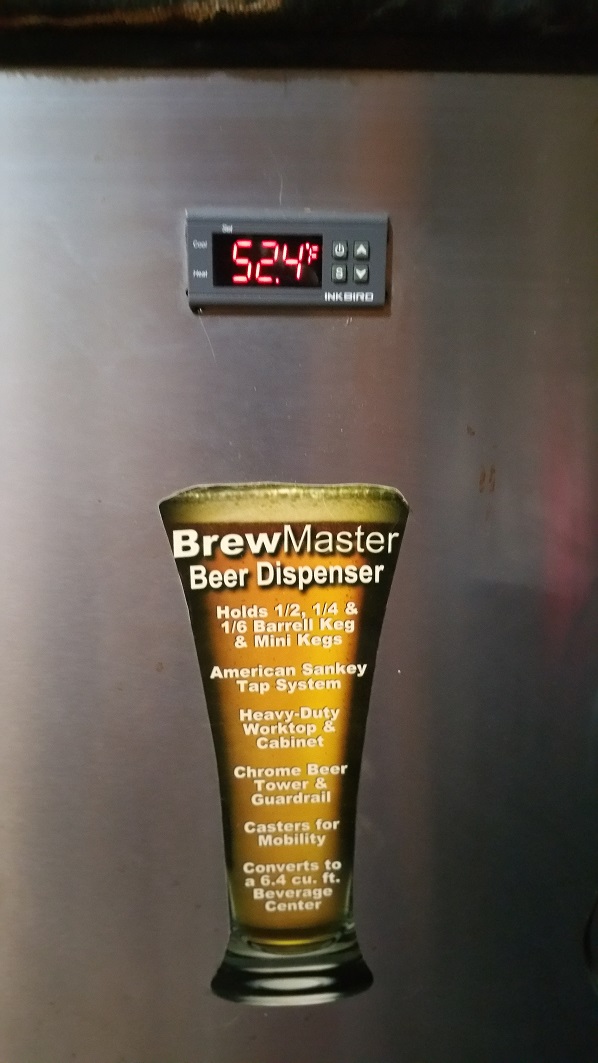 Set
Cool
52.4°F
Heat
S
INKBIRD
BrewMaster
Beer Dispenser
Holds 1/2, 1/4 &
1/6 Barrell Keg
& Mini Kegs
American Sankey
Tap System
Heavy-Duty
Worktop &
Cabinet
Chrome Beer
Tower &
Guardrail
Casters for
Mobility
Converts to
a 6.4 cu. ft.
Beverage
Center